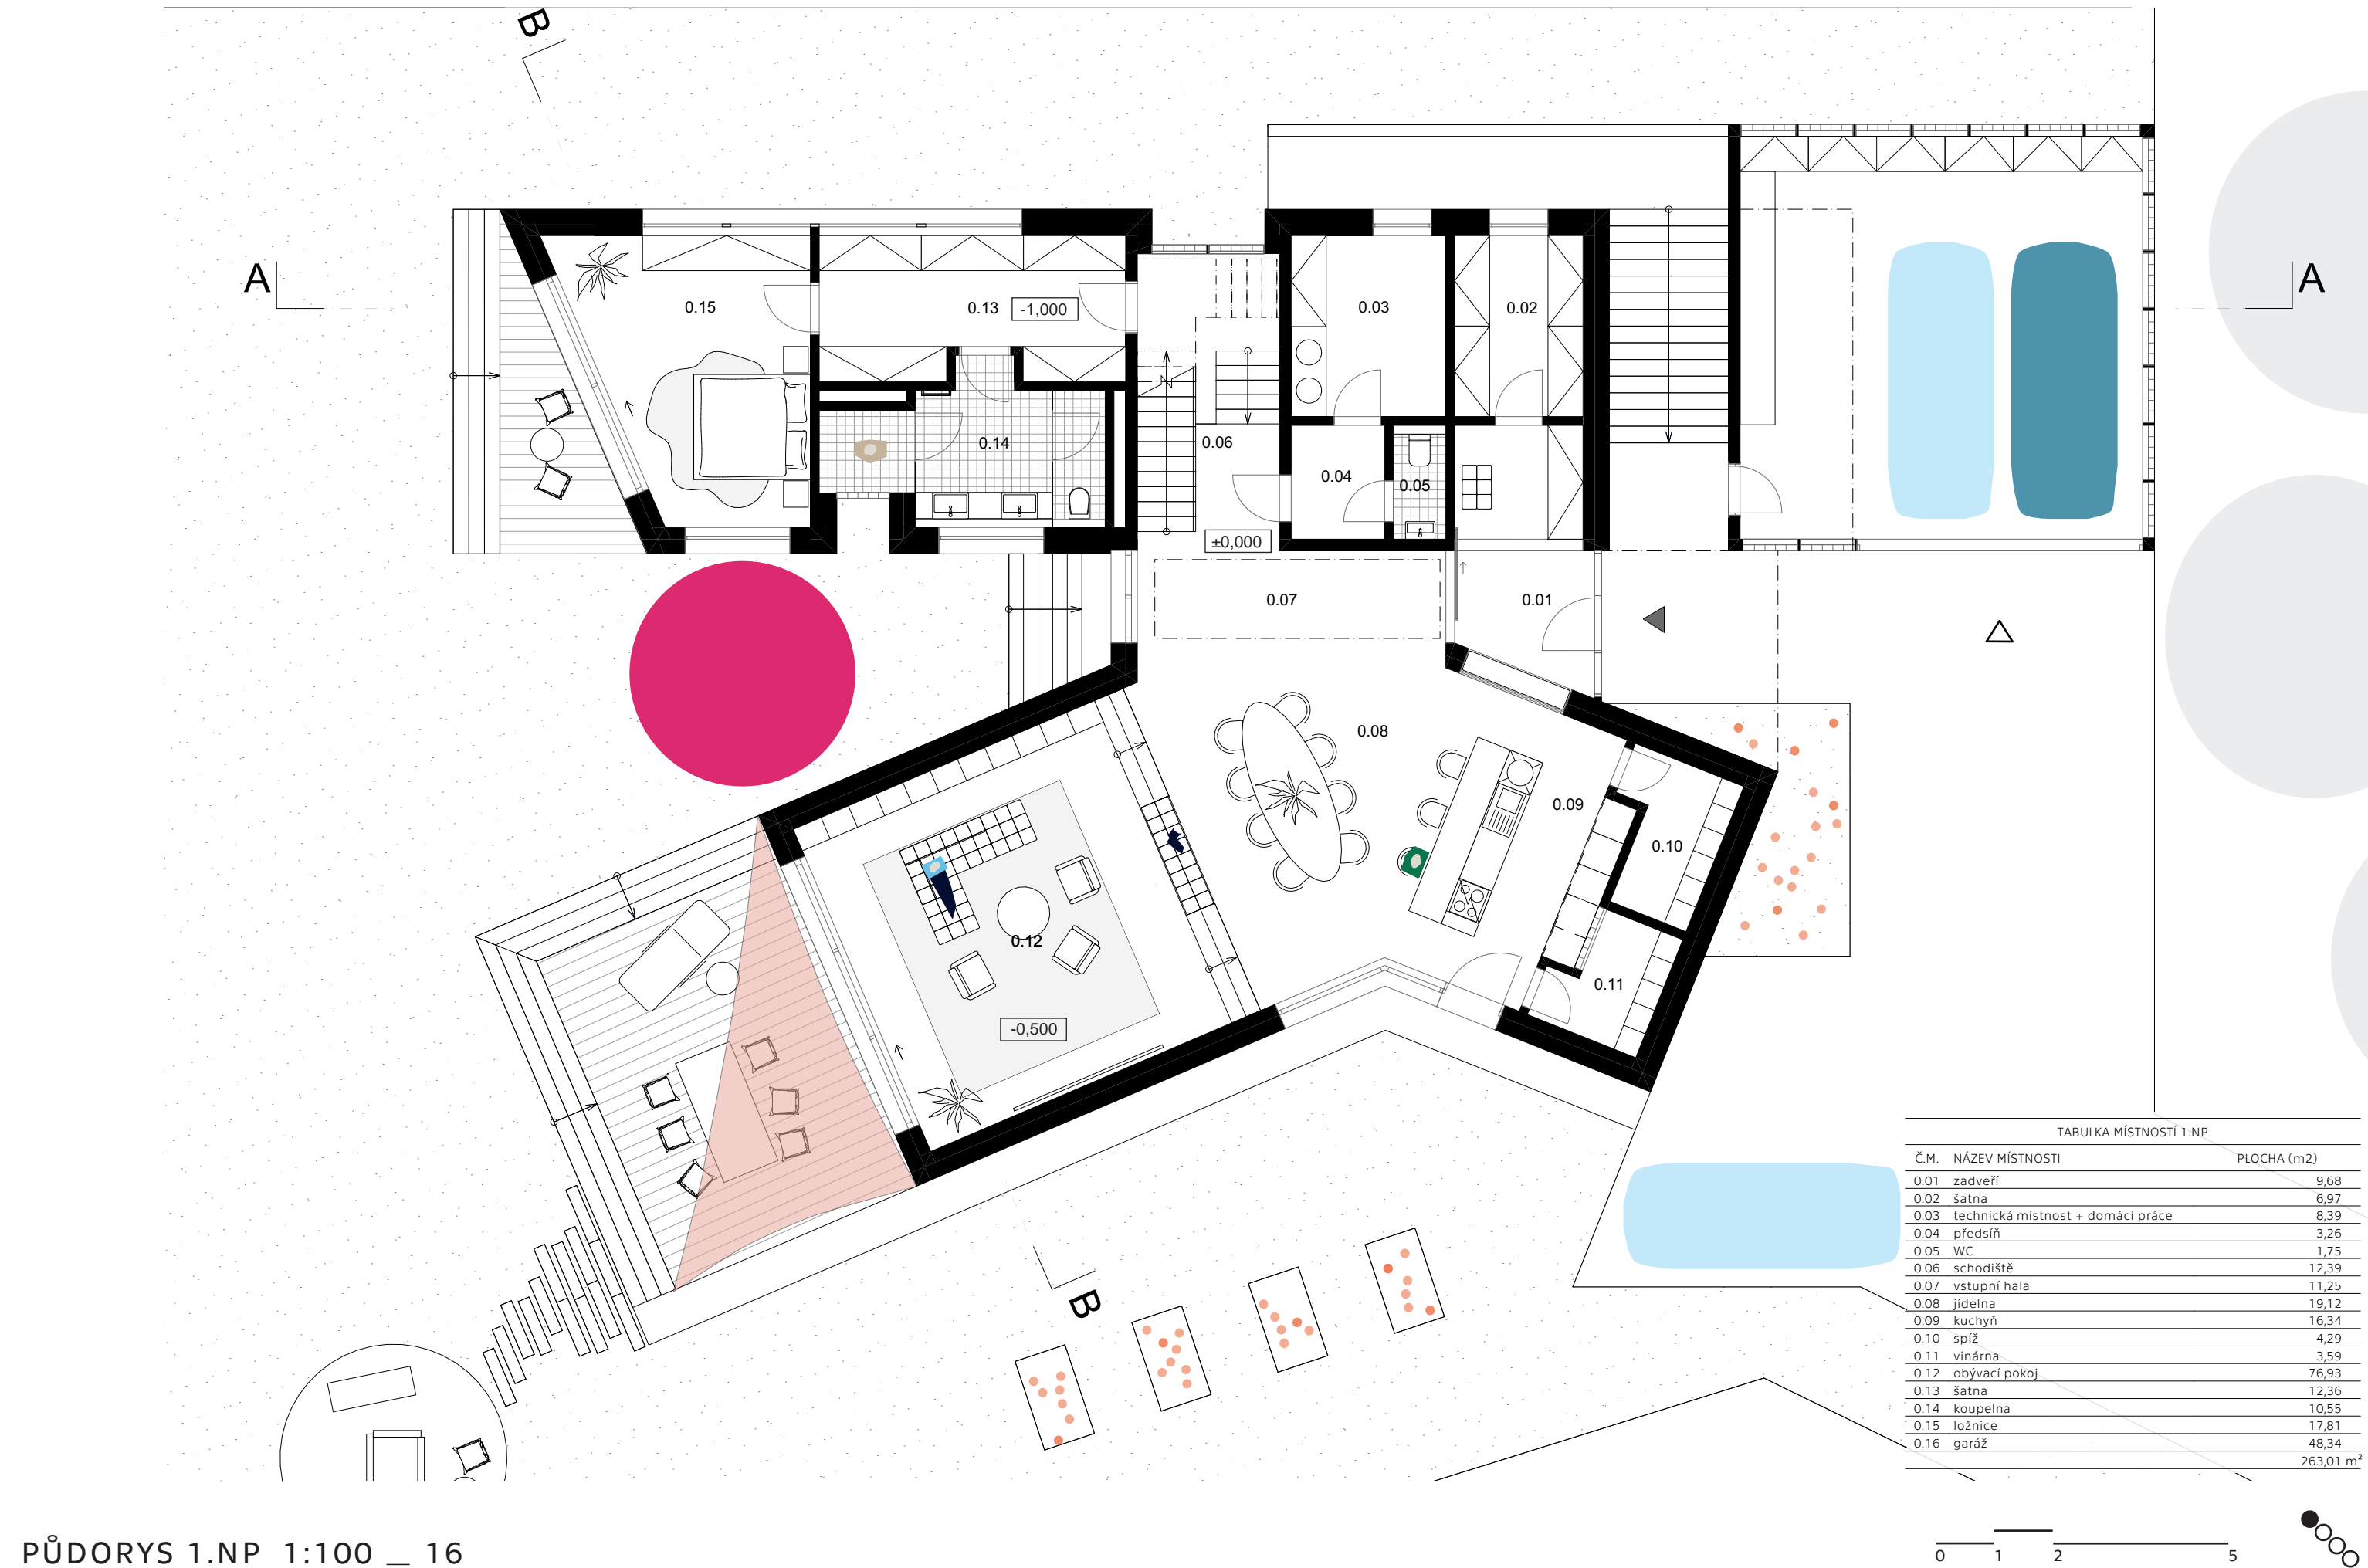 B
A
A
0.15
0.13
-1,000
0.03
0.02
0.14
0.06
0.04
0.05
±0,000
0.07
0.01
0.08
0.09
0.10
0.12
0.11
-0,500
B
TABULKA MÍSTNOSTÍ 1.NP
Č.M. NÁZEV MÍSTNOSTI PLOCHA (m2)
0.01 zadveří 9,68
0.02 šatna 6,97
0.03 technická místnost + domácí práce 8,39
0.04 předsíň 3,26
0.05 WC 1,75
0.06 schodiště 12,39
0.07 vstupní hala 11,25
0.08 jídelna 19,12
0.09 kuchyň 16,34
0.10 spíž 4,29
0.11 vinárna 3,59
0.12 obývací pokoj 76,93
0.13 šatna 12,36
0.14 koupelna 10,55
0.15 ložnice 17,81
0.16 garáž 48,34
263,01 m²
PŮDORYS 1.NP 1:100 _ 16
0 1 2 5